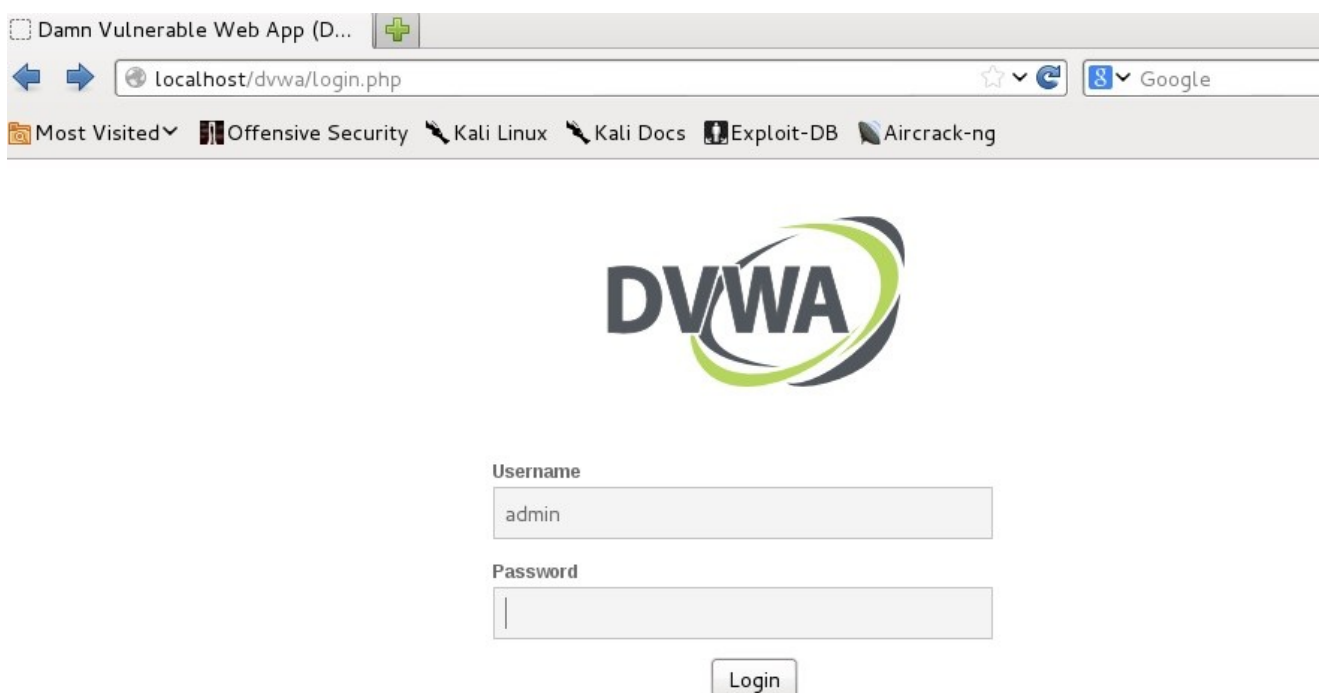 Damn Vulnerable Web App (D...
localhost/dvwa/login.php
8 Google
Most Visited Offensive Security Kali Linux Kali Docs Exploit-DB Aircrack-ng
DVWA
Username
admin
Password
Login